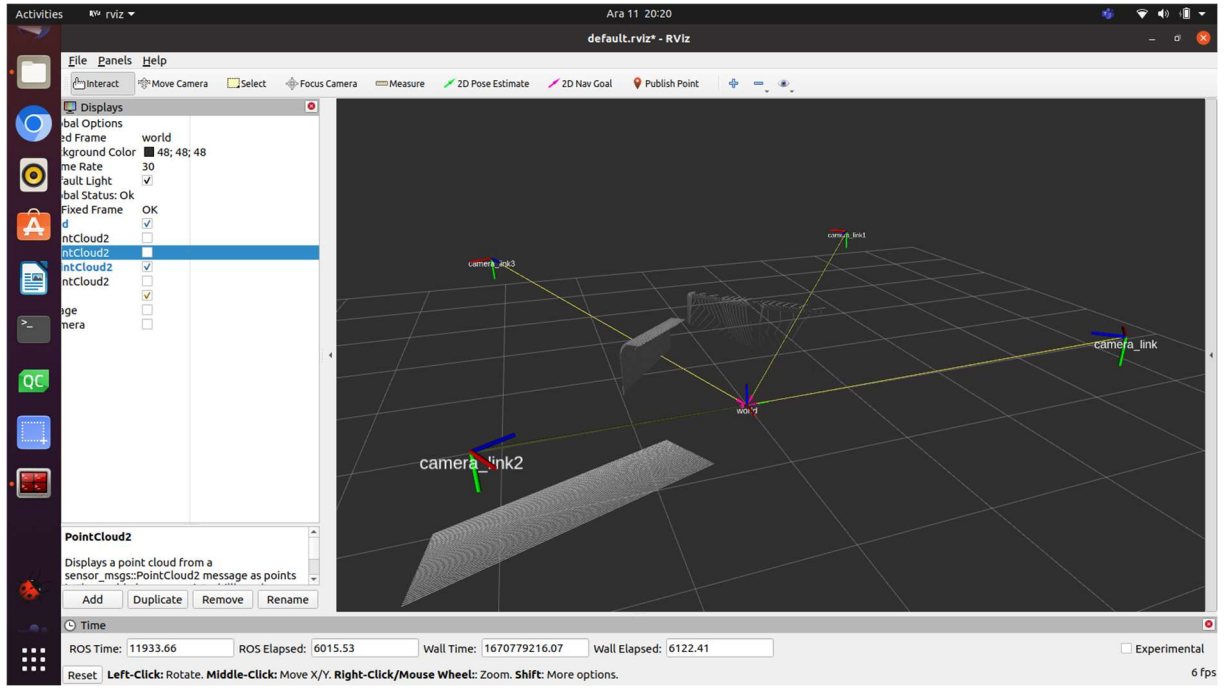 Activities rviz Ara 11 20:20
default.rviz* - RViz
File Panels Help
Interact Move Camera Select Focus Camera Measure 2D Pose Estimate 2D Nav Goal Publish Point
Displays
bal Options
ed Frame world
kground Color 48; 48; 48
me Rate 30
fault Light
bal Status: Ok
Fixed Frame OK
d
ntCloud2
ntCloud2
intCloud2
ntCloud2
age
mera
camera_link1
camera_link3
camera_link
world
camera_link2
PointCloud2
Displays a point cloud from a
sensor_msgs::PointCloud2 message as points
Add Duplicate Remove Rename
Time
ROS Time: 11933.66 ROS Elapsed: 6015.53 Wall Time: 1670779216.07 Wall Elapsed: 6122.41 Experimental
Reset Left-Click: Rotate. Middle-Click: Move X/Y. Right-Click/Mouse Wheel:: Zoom. Shift: More options. 6 fps
QC